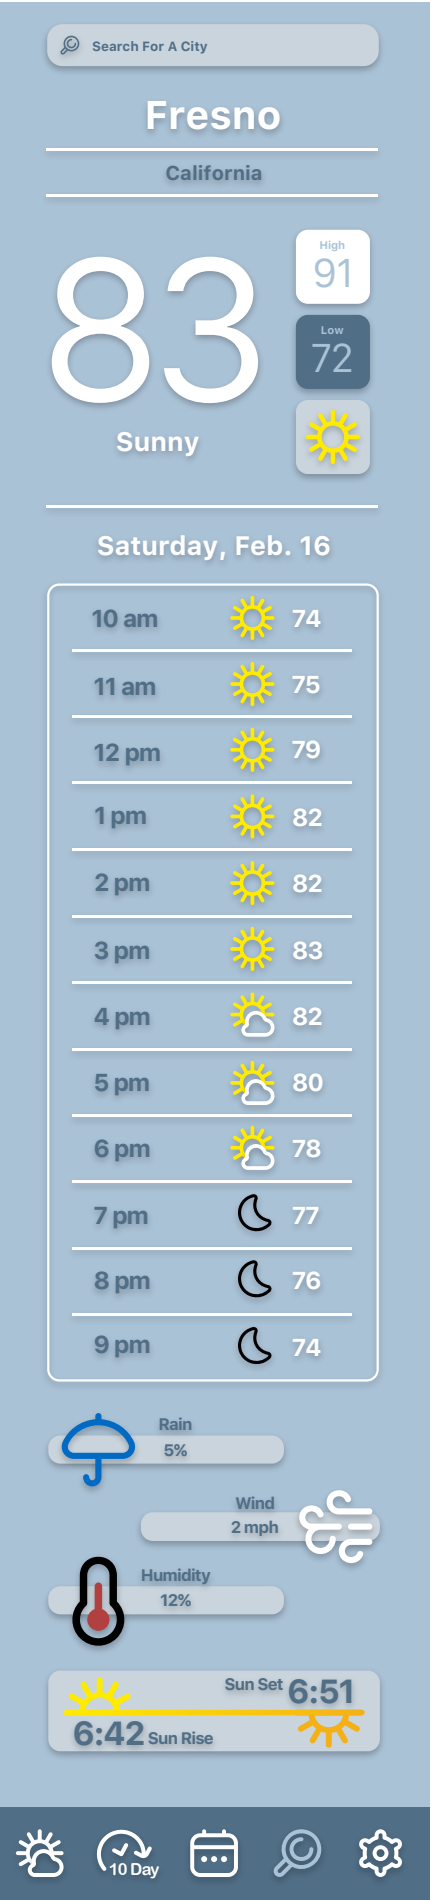 Search For A City
Fresno
California
83
High
91
Low
72
Sunny
Saturday, Feb. 16
10 am 74
11 am 75
12 pm 79
1 pm 82
2 pm 82
3 pm 83
4 pm 82
5 pm 80
6 pm 78
7 pm 77
8 pm 76
9 pm 74
Rain
5%
Wind
2 mph
Humidity
12%
Sun Set 6:51
6:42 Sun Rise
10 Day